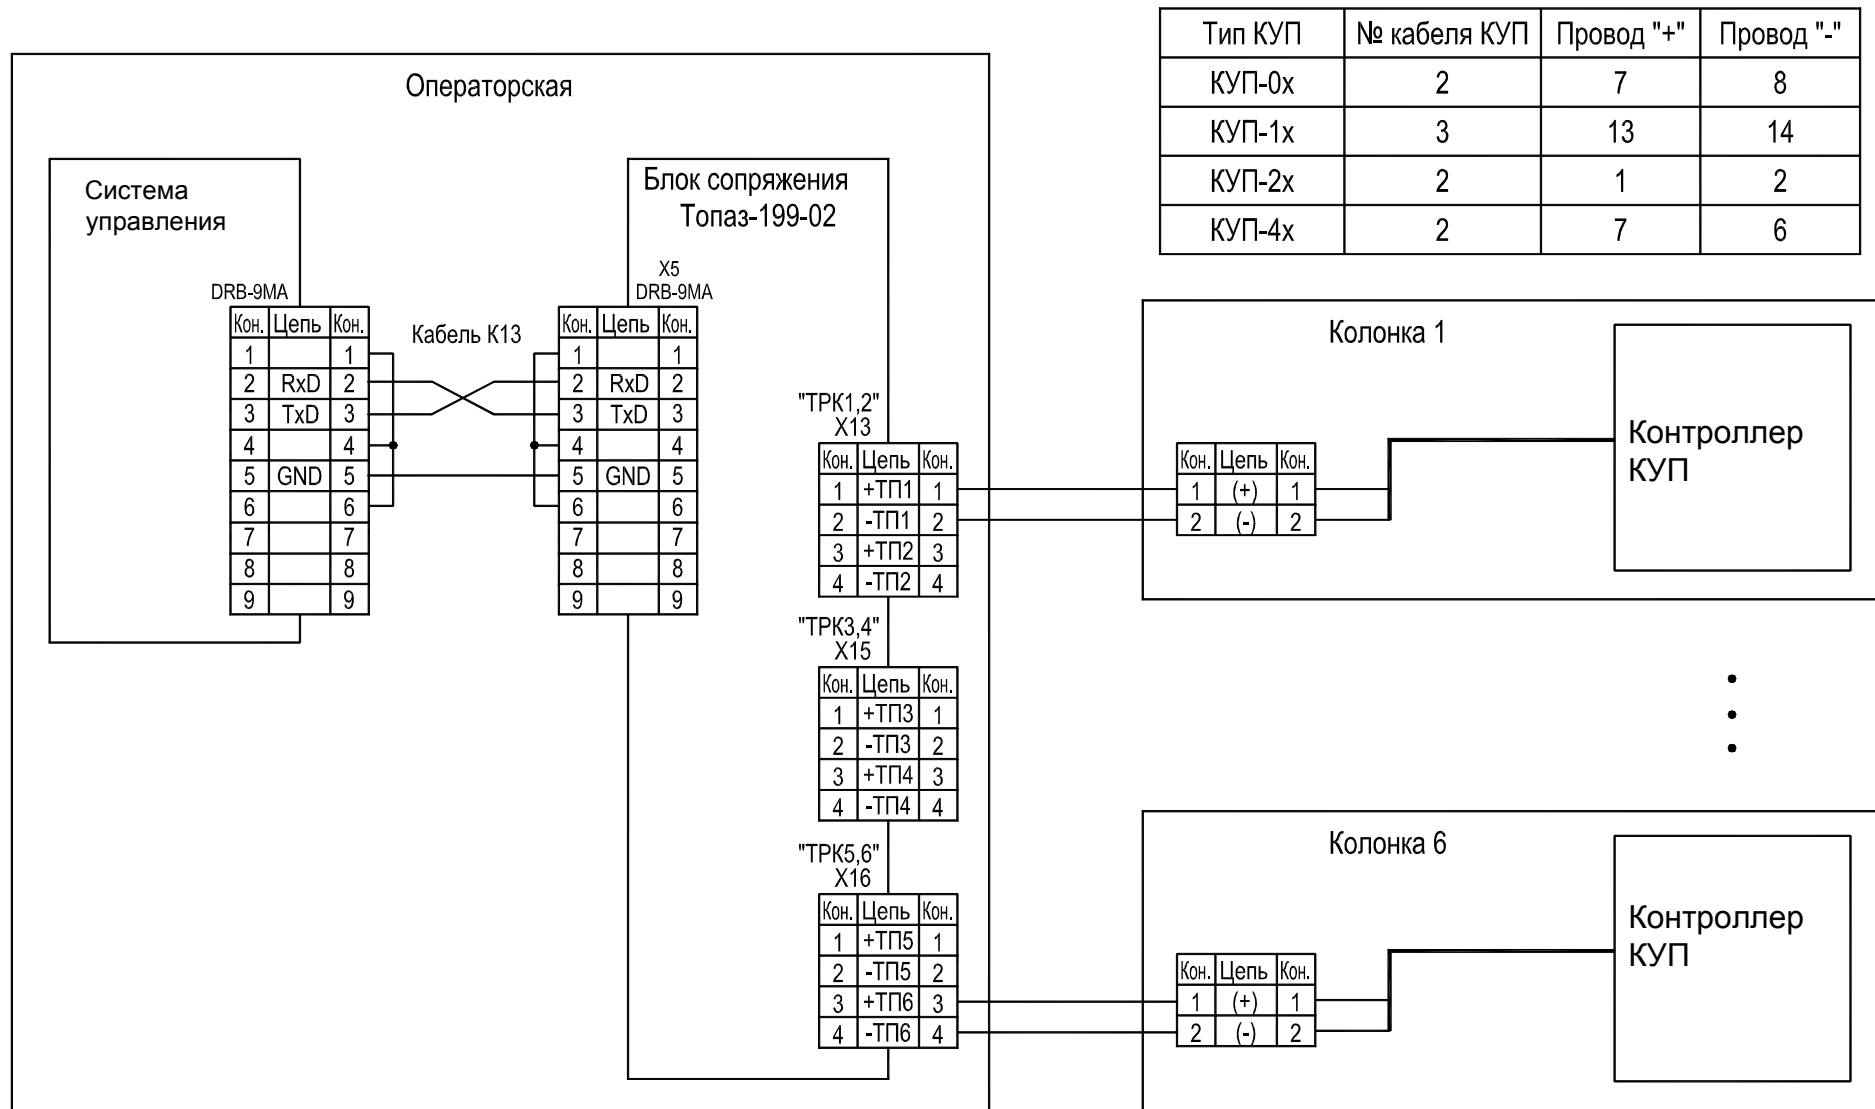 Тип КУП № кабеля КУП Провод "+" Провод "-"
КУП-0х 2 7 8
КУП-1х 3 13 14
КУП-2х 2 1 2
КУП-4х 2 7 6
Операторская
Система
управления
DRB-9MA
Кон. Цепь Кон.
1 1
2 RxD 2
3 TxD 3
4 4
5 GND 5
6 6
7 7
8 8
9 9
Кабель К13
Блок сопряжения
Топаз-199-02
X5
DRB-9MA
Кон. Цепь Кон.
1 1
2 RxD 2
3 TxD 3
4 4
5 GND 5
6 6
7 7
8 8
9 9
"ТРК1,2"
X13
Кон. Цепь Кон.
1 +ТП1 1
2 -ТП1 2
3 +ТП2 3
4 -ТП2 4
"ТРК3,4"
X15
Кон. Цепь Кон.
1 +ТП3 1
2 -ТП3 2
3 +ТП4 3
4 -ТП4 4
"ТРК5,6"
X16
Кон. Цепь Кон.
1 +ТП5 1
2 -ТП5 2
3 +ТП6 3
4 -ТП6 4
Колонка 1
Кон. Цепь Кон.
1 (+) 1
2 (-) 2
Контроллер
КУП
Колонка 6
Кон. Цепь Кон.
1 (+) 1
2 (-) 2
Контроллер
КУП